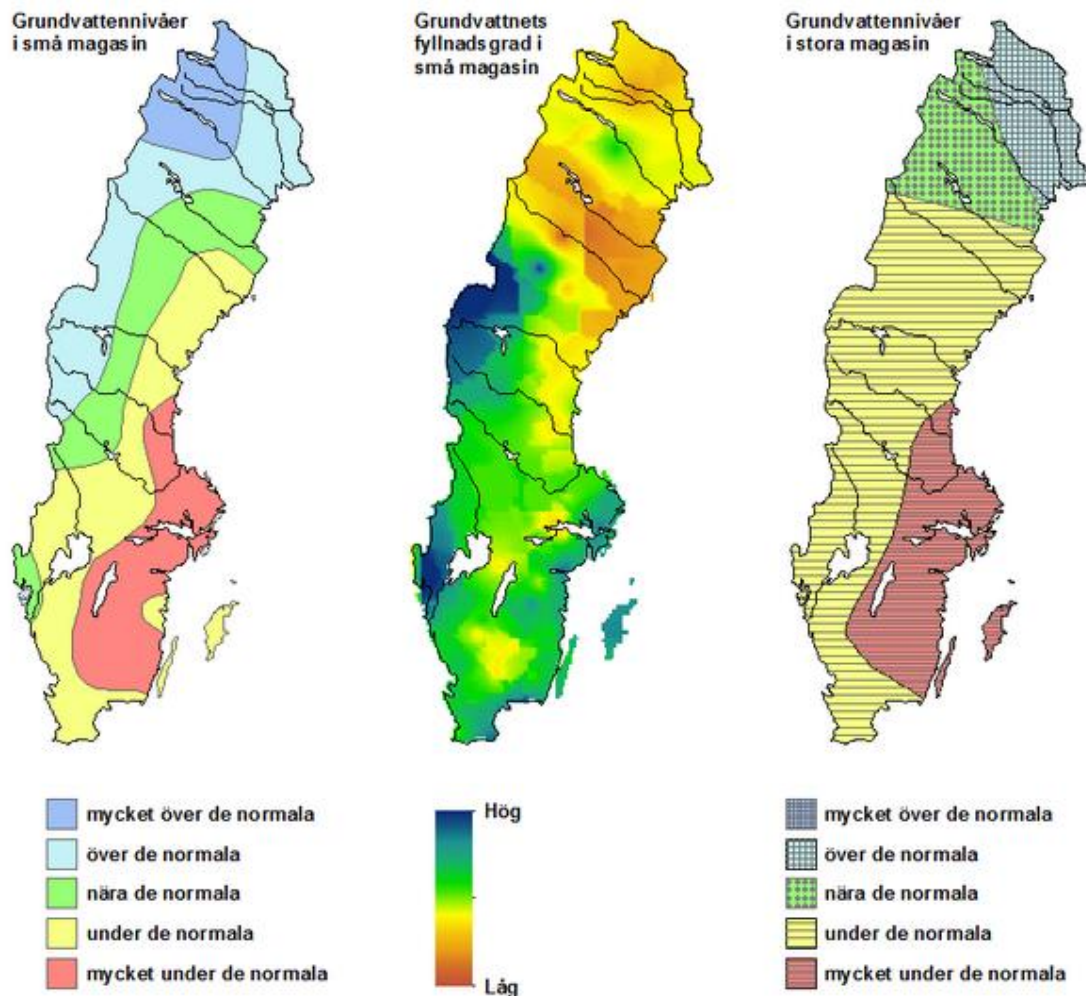 Grundvattennivåer
i små magasin
Grundvattnets
fyllnadsgrad i
små magasin
Grundvattennivåer
i stora magasin
mycket över de normala
över de normala
nära de normala
under de normala
mycket under de normala
Hög
Låg
mycket över de normala
över de normala
nära de normala
under de normala
mycket under de normala